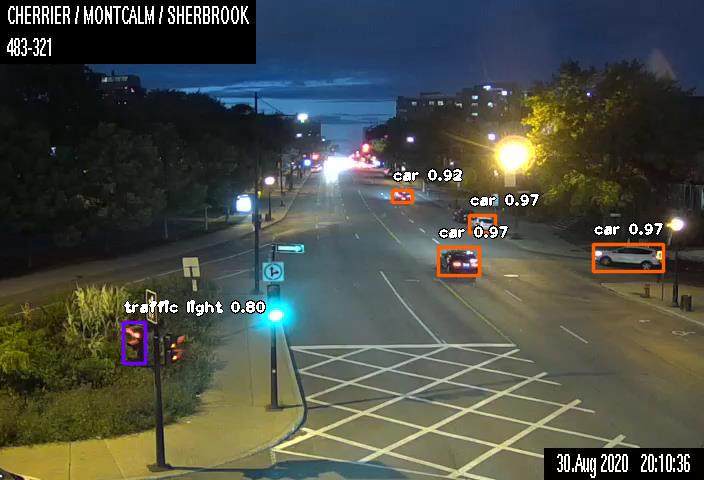 CHERRIER / MONTCALM / SHERBROOK
483-321
car 0.92
car 0.97
car 0.97
car 0.97
traffic light 0.80
30.Aug 2020 20:10:36